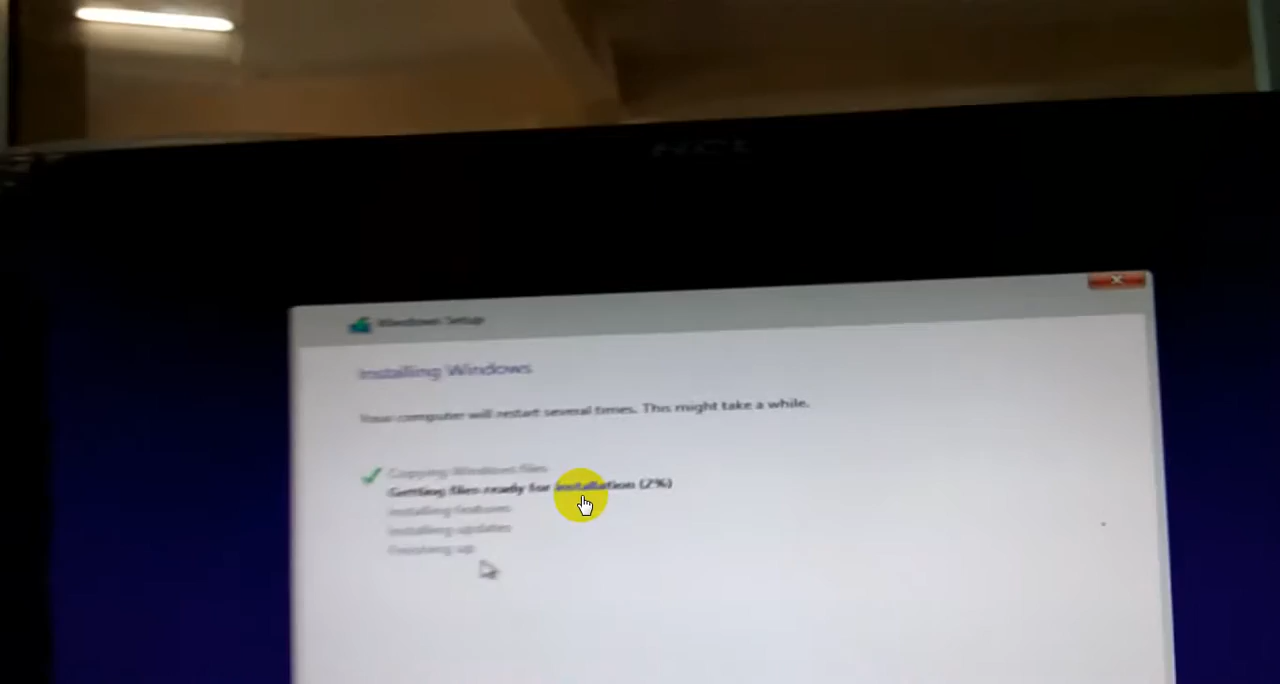 HCL
Windows Setup
Installing Windows
Your computer will restart several times. This might take a while.
Copying Windows files
Getting files ready for installation (2%)
Installing features
Installing updates
Finishing up